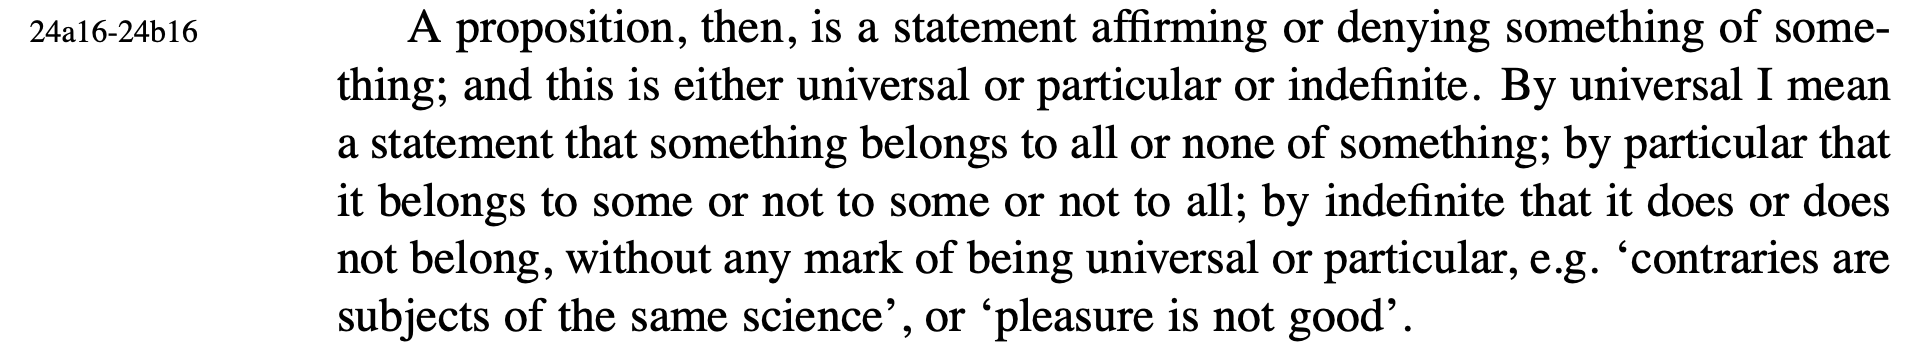 24a16-24b16 A proposition, then, is a statement affirming or denying something of some-
thing; and this is either universal or particular or indefinite. By universal I mean
a statement that something belongs to all or none of something; by particular that
it belongs to some or not to some or not to all; by indefinite that it does or does
not belong, without any mark of being universal or particular, e.g. ‘contraries are
subjects of the same science’, or ‘pleasure is not good’.